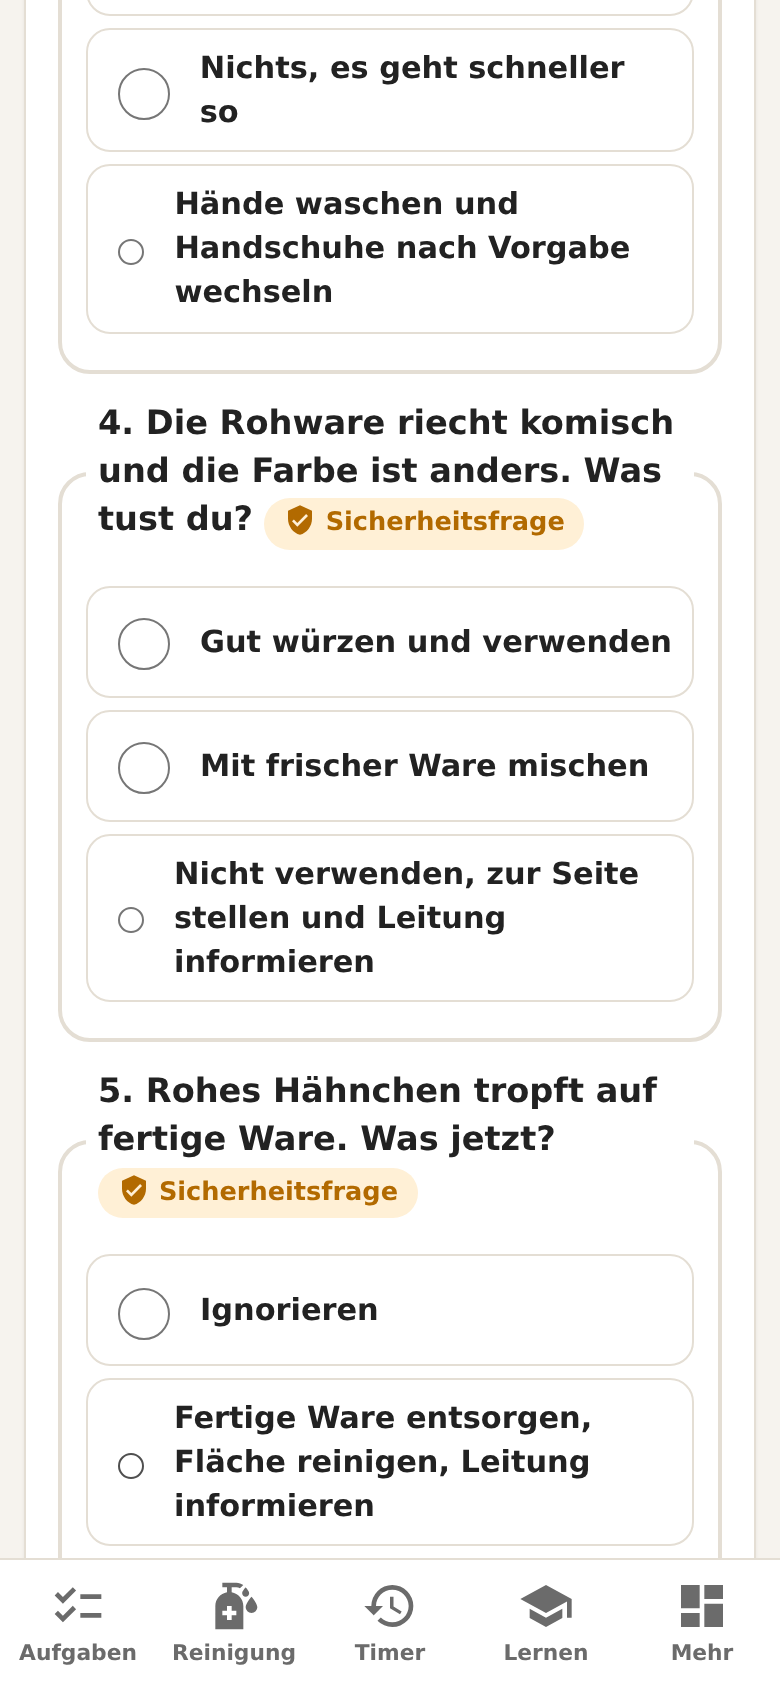 Nichts, es geht schneller
so
Hände waschen und
Handschuhe nach Vorgabe
wechseln
4. Die Rohware riecht komisch
und die Farbe ist anders. Was
tust du? Sicherheitsfrage
Gut würzen und verwenden
Mit frischer Ware mischen
Nicht verwenden, zur Seite
stellen und Leitung
informieren
5. Rohes Hähnchen tropft auf
fertige Ware. Was jetzt?
Sicherheitsfrage
Ignorieren
Fertige Ware entsorgen,
Fläche reinigen, Leitung
informieren
Aufgaben Reinigung Timer Lernen Mehr